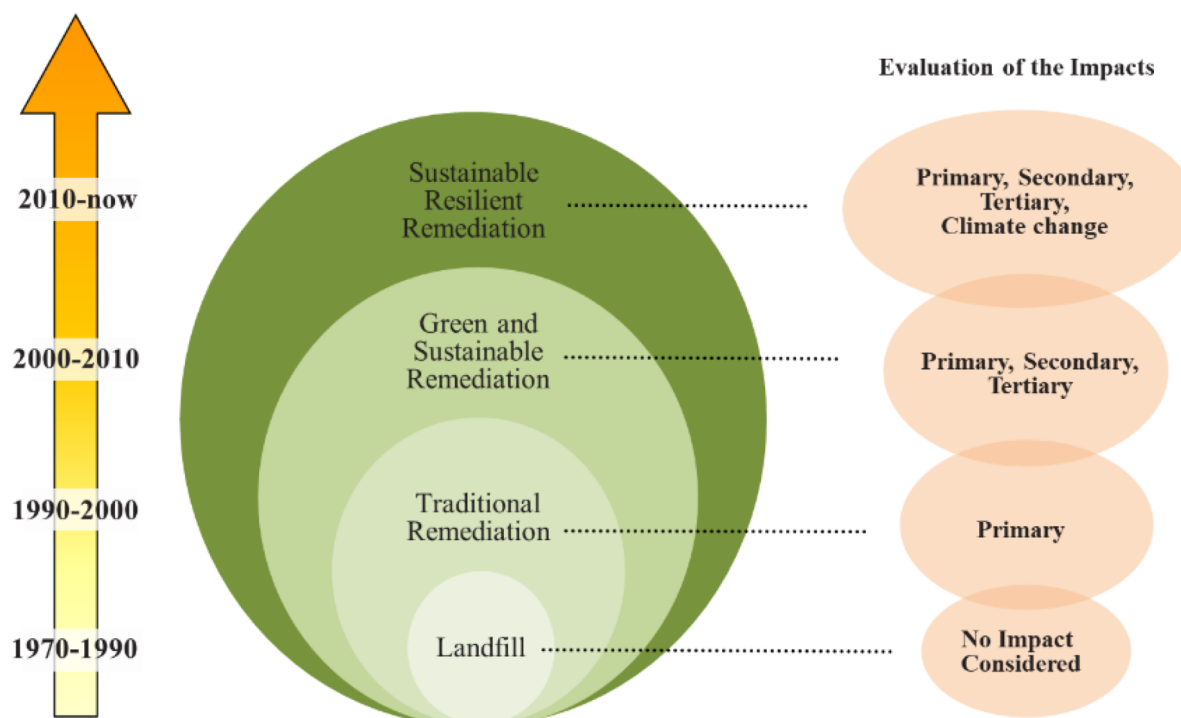 Evaluation of the Impacts
2010-now
Sustainable
Resilient
Remediation
Primary, Secondary,
Tertiary,
Climate change
2000-2010
Green and
Sustainable
Remediation
Primary, Secondary,
Tertiary
1990-2000
Traditional
Remediation
Primary
1970-1990
Landfill
No Impact
Considered